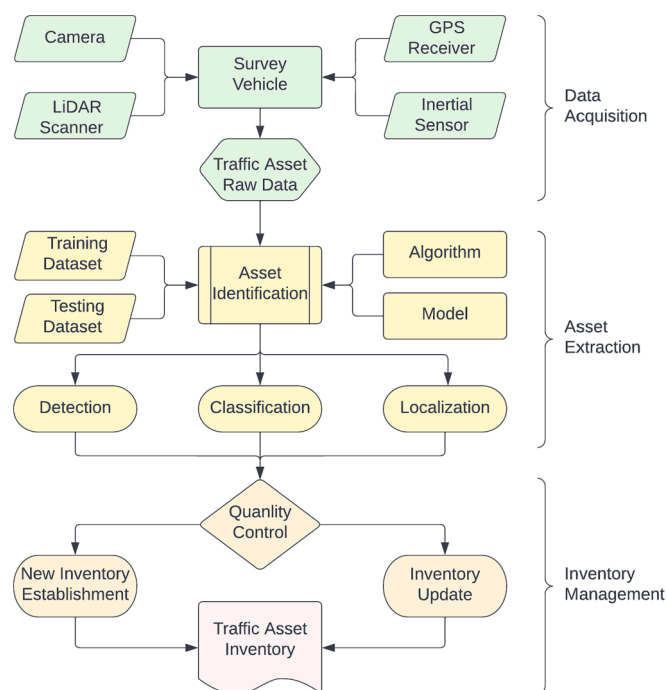 Camera
GPS
Receiver
Survey
Vehicle
Data
Acquisition
LiDAR
Scanner
Inertial
Sensor
Traffic Asset
Raw Data
Training
Dataset
Algorithm
Asset
Identification
Testing
Dataset
Model
Asset
Extraction
Detection
Classification
Localization
Quanlity
Control
New Inventory
Establishment
Inventory
Update
Inventory
Management
Traffic Asset
Inventory